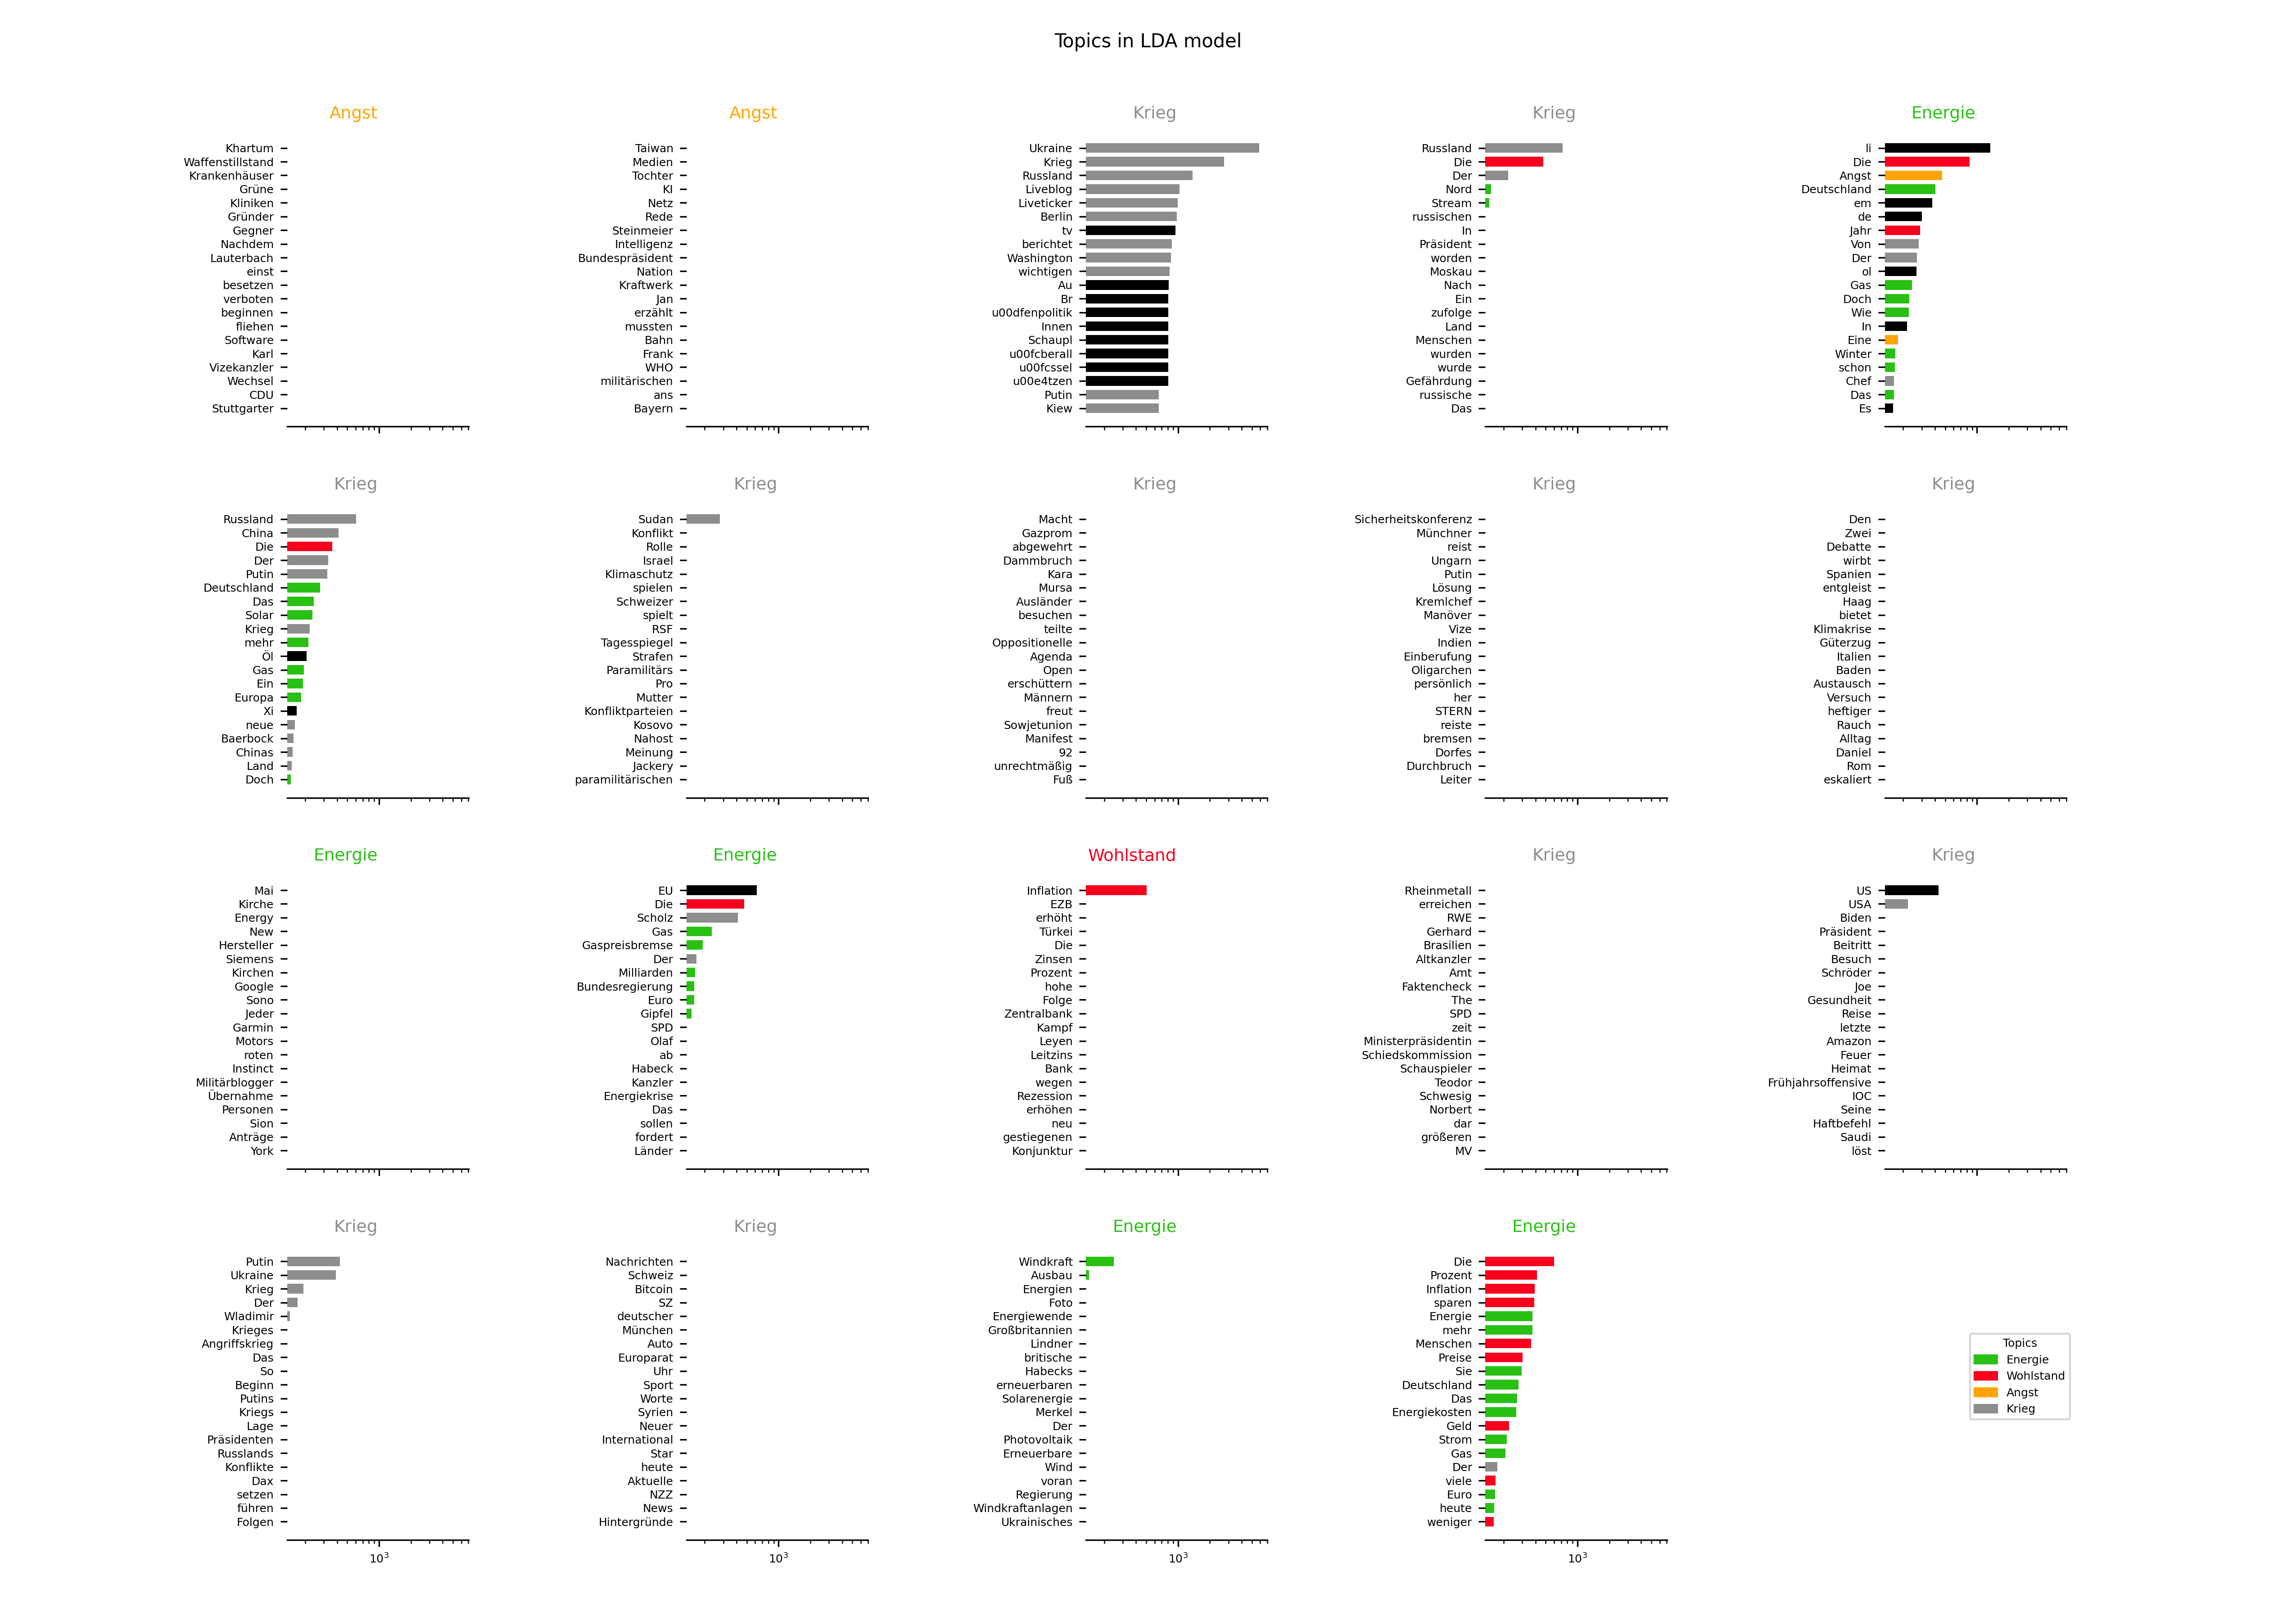 Topics in LDA model
Angst
Khartum
Waffenstillstand
Krankenhäuser
Grüne
Kliniken
Gründer
Gegner
Nachdem
Lauterbach
einst
besetzen
verboten
beginnen
fliehen
Software
Karl
Vizekanzler
Wechsel
CDU
Stuttgarter
Angst
Taiwan
Medien
Tochter
KI
Netz
Rede
Steinmeier
Intelligenz
Bundespräsident
Nation
Kraftwerk
Jan
erzählt
mussten
Bahn
Frank
WHO
militärischen
ans
Bayern
Krieg
Ukraine
Krieg
Russland
Liveblog
Liveticker
Berlin
tv
berichtet
Washington
wichtigen
Au
Br
u00dfenpolitik
Innen
Schaupl
u00fcberall
u00fcssel
u00e4tzen
Putin
Kiew
Krieg
Russland
Die
Der
Nord
Stream
russischen
In
Präsident
worden
Moskau
Nach
Ein
zufolge
Land
Menschen
wurden
wurde
Gefährdung
russische
Das
Energie
li
Die
Angst
Deutschland
em
de
Jahr
Von
Der
ol
Gas
Doch
Wie
In
Eine
Winter
schon
Chef
Das
Es
Krieg
Russland
China
Die
Der
Putin
Deutschland
Das
Solar
Krieg
mehr
Öl
Gas
Ein
Europa
Xi
neue
Baerbock
Chinas
Land
Doch
Krieg
Sudan
Konflikt
Rolle
Israel
Klimaschutz
spielen
Schweizer
spielt
RSF
Tagesspiegel
Strafen
Paramilitärs
Pro
Mutter
Konfliktparteien
Kosovo
Nahost
Meinung
Jackery
paramilitärischen
Krieg
Macht
Gazprom
abgewehrt
Dammbruch
Kara
Mursa
Ausländer
besuchen
teilte
Oppositionelle
Agenda
Open
erschüttern
Männern
freut
Sowjetunion
Manifest
92
unrechtmäßig
Fuß
Krieg
Sicherheitskonferenz
Münchner
reist
Ungarn
Putin
Lösung
Kremlchef
Manöver
Vize
Indien
Einberufung
Oligarchen
persönlich
her
STERN
reiste
bremsen
Dorfes
Durchbruch
Leiter
Krieg
Den
Zwei
Debatte
wirbt
Spanien
entgleist
Haag
bietet
Klimakrise
Güterzug
Italien
Baden
Austausch
Versuch
heftiger
Rauch
Alltag
Daniel
Rom
eskaliert
Energie
Mai
Kirche
Energy
New
Hersteller
Siemens
Kirchen
Google
Sono
Jeder
Garmin
Motors
roten
Instinct
Militärblogger
Übernahme
Personen
Sion
Anträge
York
Energie
EU
Die
Scholz
Gas
Gaspreisbremse
Der
Milliarden
Bundesregierung
Euro
Gipfel
SPD
Olaf
ab
Habeck
Kanzler
Energiekrise
Das
sollen
fordert
Länder
Wohlstand
Inflation
EZB
erhöht
Türkei
Die
Zinsen
Prozent
hohe
Folge
Zentralbank
Kampf
Leyen
Leitzins
Bank
wegen
Rezession
erhöhen
neu
gestiegenen
Konjunktur
Krieg
Rheinmetall
erreichen
RWE
Gerhard
Brasilien
Altkanzler
Amt
Faktencheck
The
SPD
zeit
Ministerpräsidentin
Schiedskommission
Schauspieler
Teodor
Schwesig
Norbert
dar
größeren
MV
Krieg
US
USA
Biden
Präsident
Beitritt
Besuch
Schröder
Joe
Gesundheit
Reise
letzte
Amazon
Feuer
Heimat
Frühjahrsoffensive
IOC
Seine
Haftbefehl
Saudi
löst
Krieg
Putin
Ukraine
Krieg
Der
Wladimir
Krieges
Angriffskrieg
Das
So
Beginn
Putins
Kriegs
Lage
Präsidenten
Russlands
Konflikte
Dax
setzen
führen
Folgen
10³
Krieg
Nachrichten
Schweiz
Bitcoin
SZ
deutscher
München
Auto
Europarat
Uhr
Sport
Worte
Syrien
Neuer
International
Star
heute
Aktuelle
NZZ
News
Hintergründe
10³
Energie
Windkraft
Ausbau
Energien
Foto
Energiewende
Großbritannien
Lindner
britische
Habecks
erneuerbaren
Solarenergie
Merkel
Der
Photovoltaik
Erneuerbare
Wind
voran
Regierung
Windkraftanlagen
Ukrainisches
10³
Energie
Die
Prozent
Inflation
sparen
Energie
mehr
Menschen
Preise
Sie
Deutschland
Das
Energiekosten
Geld
Strom
Gas
Der
viele
Euro
heute
weniger
10³
Topics
Energie
Wohlstand
Angst
Krieg